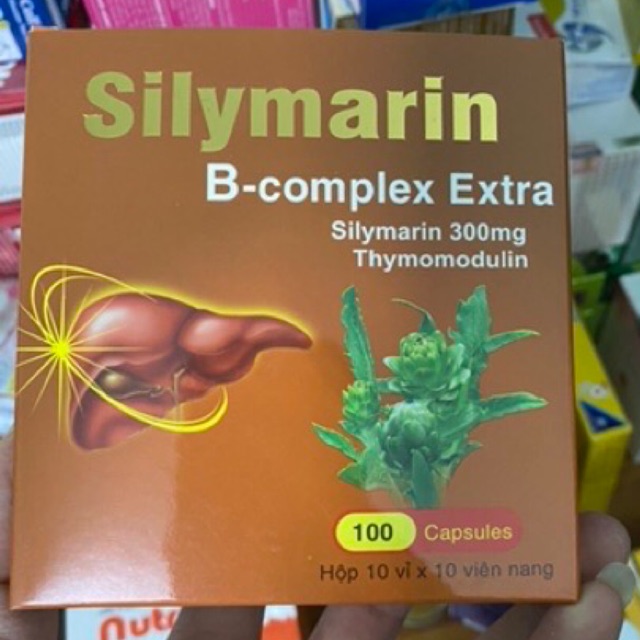 Silymarin
B-complex Extra
Silymarin 300mg
Thymomodulin
100 Capsules
Hộp 10 vỉ x 10 viên nang